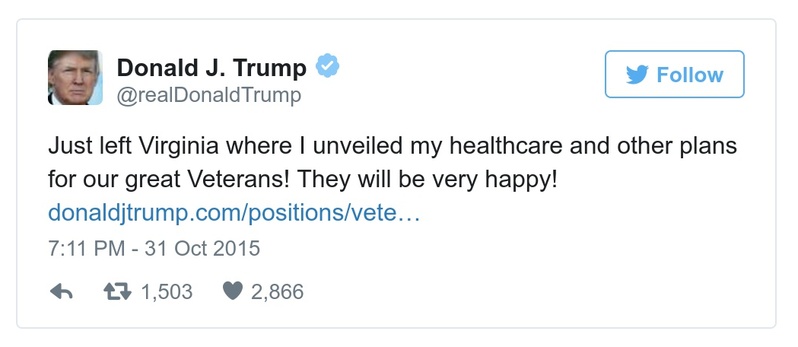 Donald J. Trump
@realDonaldTrump
Follow
Just left Virginia where I unveiled my healthcare and other plans
for our great Veterans! They will be very happy!
donaldjtrump.com/positions/vete…
7:11 PM - 31 Oct 2015
1,503 2,866